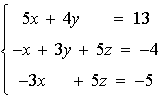 5x + 4y = 13
−x + 3y + 5z = −4
−3x + 5z = −5